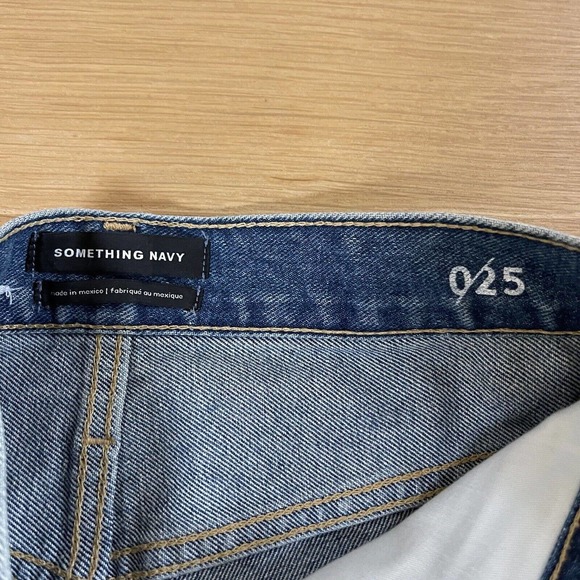 SOMETHING NAVY
made in mexico | fabriqué au mexique
0/25